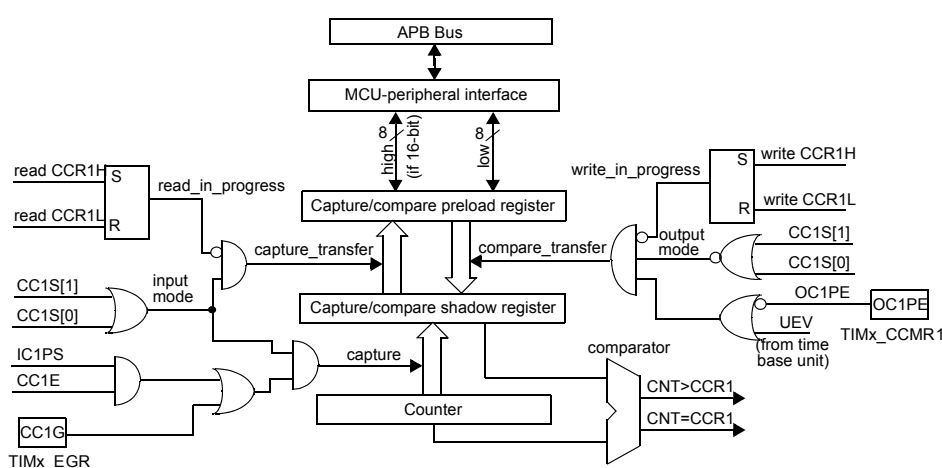 APB Bus
MCU-peripheral interface
8
high
(if 16-bit)
8
low
read CCR1H
S
read_in_progress
read CCR1L
R
write_in_progress
S
write CCR1H
R
write CCR1L
Capture/compare preload register
capture_transfer
compare_transfer
output
mode
CC1S[1]
CC1S[0]
CC1S[1]
CC1S[0]
input
mode
Capture/compare shadow register
OC1PE
OC1PE
UEV
TIMx_CCMR1
(from time
base unit)
IC1PS
CC1E
capture
comparator
CNT>CCR1
Counter
CNT=CCR1
CC1G
TIMx_EGR